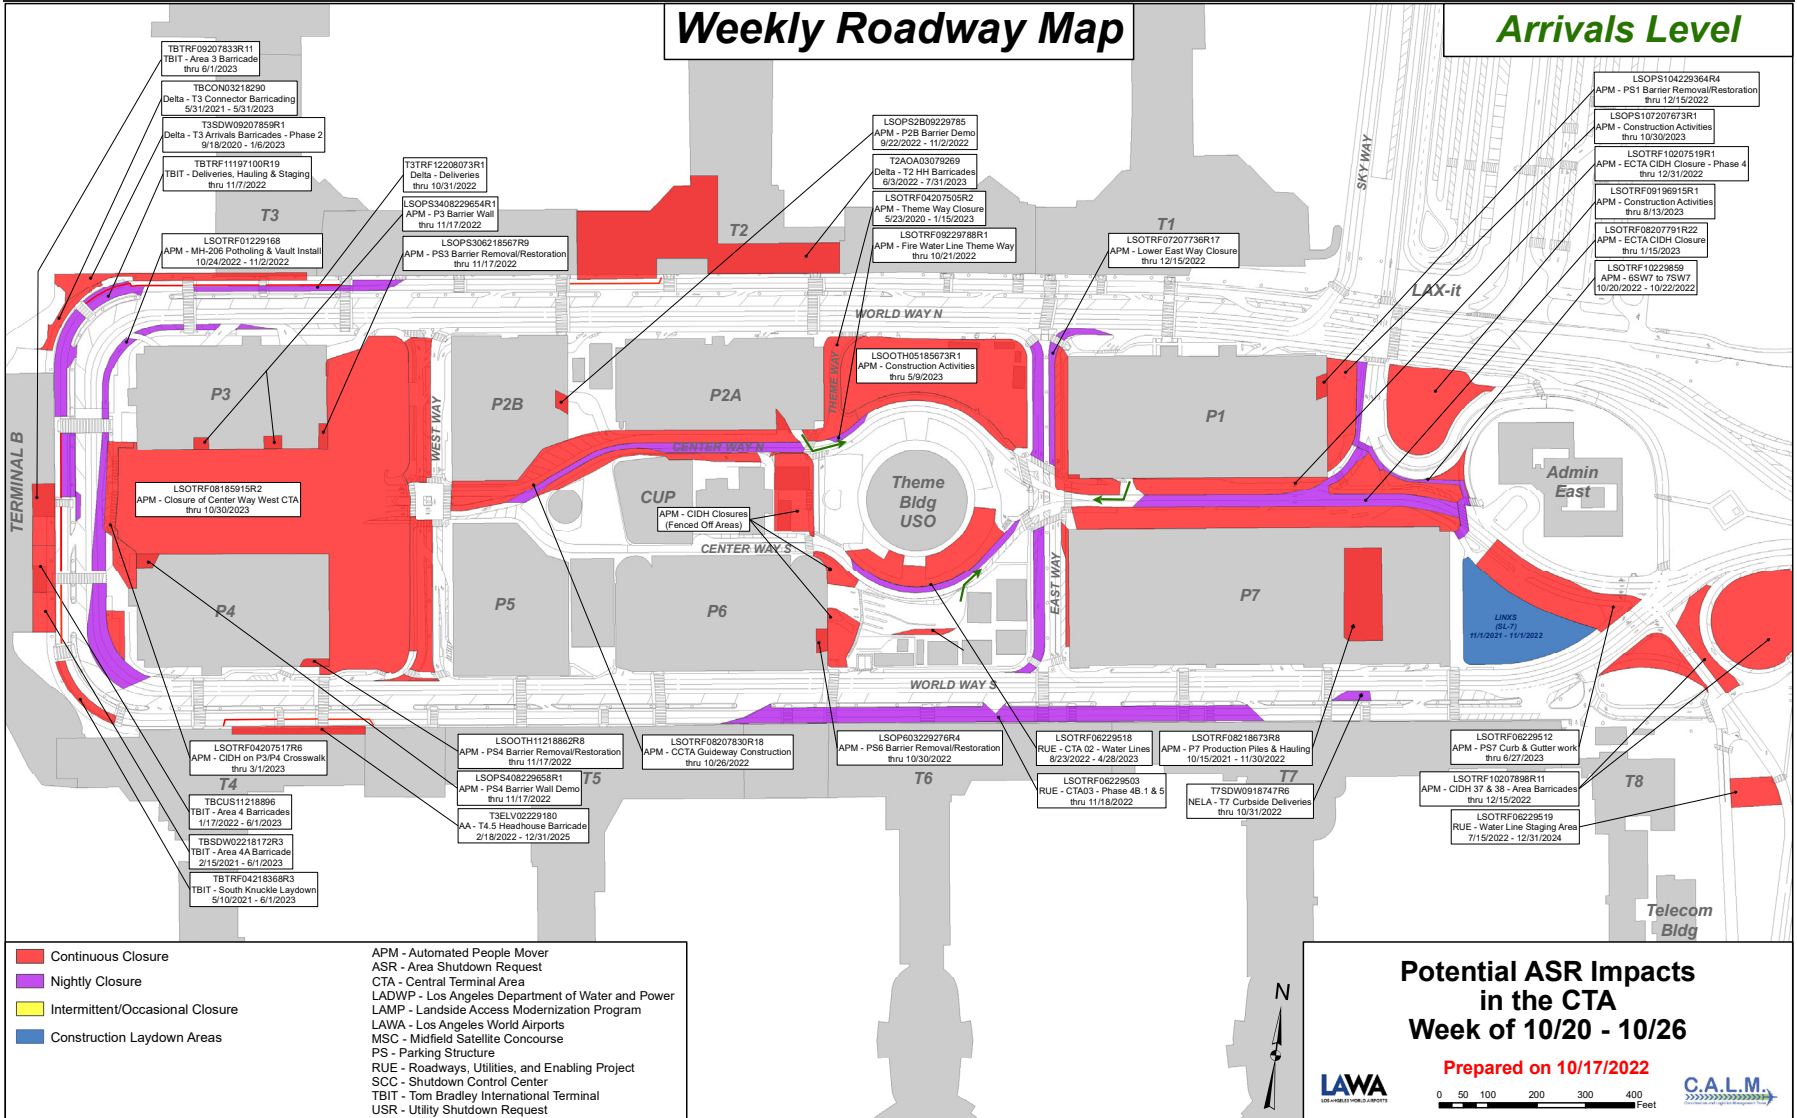 Weekly Roadway Map
Arrivals Level
TBTRF09207833R11
TBIT - Area 3 Barricade
thru 6/1/2023
TBCON03218290
Delta - T3 Connector Barricading
5/31/2021 - 5/31/2023
T3SDW09207859R1
Delta - T3 Arrivals Barricades - Phase 2
9/18/2020 - 1/6/2023
TBTRF11197100R19
TBIT - Deliveries, Hauling & Staging
thru 11/7/2022
LSOTRF01229168
APM - MH-206 Potholing & Vault Install
10/24/2022 - 11/2/2022
T3TRF12208073R1
Delta - Deliveries
thru 10/31/2022
LSOPS3408229654R1
APM - P3 Barrier Wall
thru 11/17/2022
LSOPS306218567R9
APM - PS3 Barrier Removal/Restoration
thru 11/17/2022
LSOPS2B09229785
APM - P2B Barrier Demo
9/22/2022 - 11/2/2022
T2AOA03079269
Delta - T2 HH Barricades
6/3/2022 - 7/31/2023
LSOTRF04207505R2
APM - Theme Way Closure
5/23/2020 - 1/15/2023
LSOTRF09229788R1
APM - Fire Water Line Theme Way
thru 10/21/2022
LSOTRF07207736R17
APM - Lower East Way Closure
thru 12/15/2022
LSOPS104229364R4
APM - PS1 Barrier Removal/Restoration
thru 12/15/2022
LSOPS107207673R1
APM - Construction Activities
thru 10/30/2023
LSOTRF10207519R1
APM - ECTA CIDH Closure - Phase 4
thru 12/31/2022
LSOTRF09196915R1
APM - Construction Activities
thru 8/13/2023
LSOTRF08207791R22
APM - ECTA CIDH Closure
thru 1/15/2023
LSOTRF10229859
APM - 6SW7 to 7SW7
10/20/2022 - 10/22/2022
T3
T2
T1
SKY WAY
LAX-it
WORLD WAY N
LSOOTH05185673R1
APM - Construction Activities
thru 5/9/2023
THEME WAY
P3
P2B
P2A
P1
WEST WAY
CENTER WAY N
TERMINAL B
LSOTRF08185915R2
APM - Closure of Center Way West CTA
thru 10/30/2023
CUP
APM - CIDH Closures
(Fenced Off Areas)
CENTER WAY S
Theme
Bldg
USO
Admin
East
EAST WAY
P4
P5
P6
P7
LINXS
(SL-7)
11/1/2021 - 11/1/2022
WORLD WAY S
LSOTRF04207517R6
APM - CIDH on P3/P4 Crosswalk
thru 3/1/2023
T4
TBCUS11218896
TBIT - Area 4 Barricades
1/17/2022 - 6/1/2023
TBSDW02218172R3
TBIT - Area 4A Barricade
2/15/2021 - 6/1/2023
TBTRF04218368R3
TBIT - South Knuckle Laydown
5/10/2021 - 6/1/2023
LSOOTH11218862R8
APM - PS4 Barrier Removal/Restoration
thru 11/17/2022
LSOPS408229658R1
APM - PS4 Barrier Wall Demo
thru 11/17/2022
T3ELV02229180
AA - T4.5 Headhouse Barricade
2/18/2022 - 12/31/2025
T5
LSOTRF08207830R18
APM - CCTA Guideway Construction
thru 10/26/2022
LSOP603229276R4
APM - PS6 Barrier Removal/Restoration
thru 10/30/2022
T6
LSOTRF06229518
RUE - CTA 02 - Water Lines
8/23/2022 - 4/28/2023
LSOTRF06229503
RUE - CTA03 - Phase 4B.1 & 5
thru 11/18/2022
LSOTRF08218673R8
APM - P7 Production Piles & Hauling
10/15/2021 - 11/30/2022
T7
T7SDW0918747R6
NELA - T7 Curbside Deliveries
thru 10/31/2022
LSOTRF06229512
APM - PS7 Curb & Gutter work
thru 6/27/2023
LSOTRF10207898R11
APM - CIDH 37 & 38 - Area Barricades
thru 12/15/2022
T8
LSOTRF06229519
RUE - Water Line Staging Area
7/15/2022 - 12/31/2024
Telecom
Bldg
Continuous Closure
Nightly Closure
Intermittent/Occasional Closure
Construction Laydown Areas
APM - Automated People Mover
ASR - Area Shutdown Request
CTA - Central Terminal Area
LADWP - Los Angeles Department of Water and Power
LAMP - Landside Access Modernization Program
LAWA - Los Angeles World Airports
MSC - Midfield Satellite Concourse
PS - Parking Structure
RUE - Roadways, Utilities, and Enabling Project
SCC - Shutdown Control Center
TBIT - Tom Bradley International Terminal
USR - Utility Shutdown Request
N
Potential ASR Impacts
in the CTA
Week of 10/20 - 10/26
Prepared on 10/17/2022
LAWA
LOS ANGELES WORLD AIRPORTS
0 50 100 200 300 400
Feet
C.A.L.M.